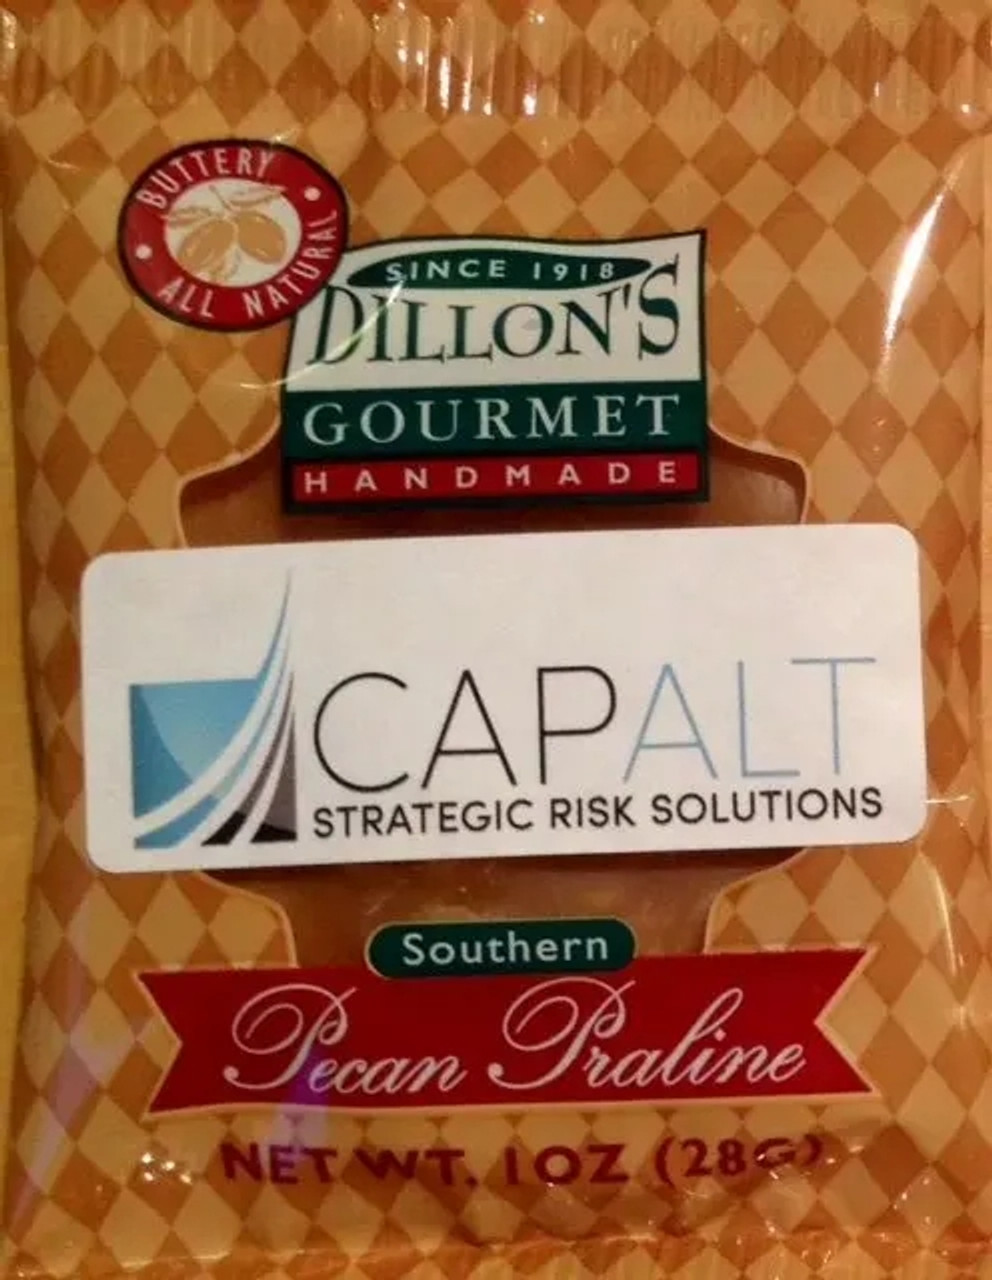 BUTTERY
ALL NATURAL
SINCE 1918
DILLON'S
GOURMET
HANDMADE
CAPALT
STRATEGIC RISK SOLUTIONS
Southern
Pecan Praline
NET WT. 1OZ (28G)